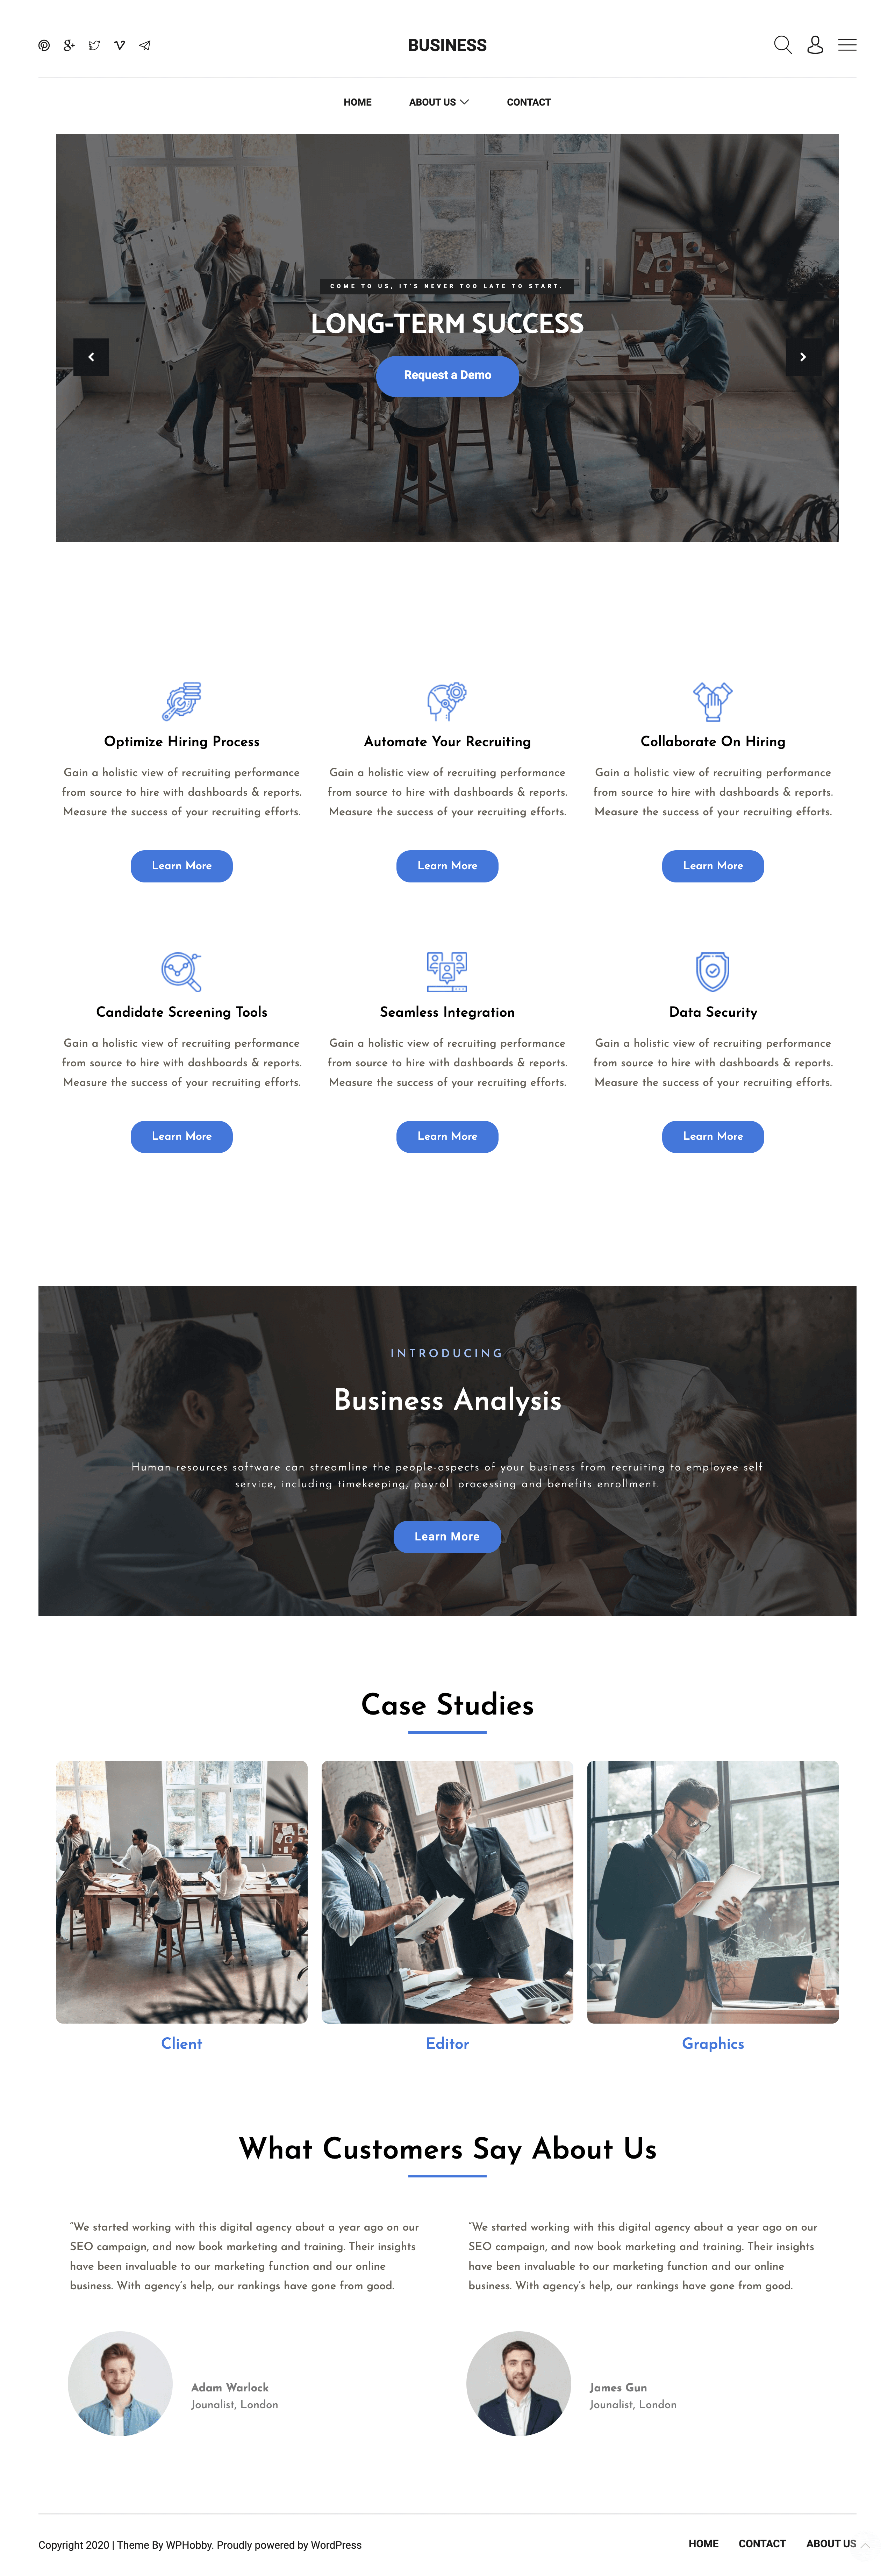 BUSINESS
HOME ABOUT US CONTACT
COME TO US, IT'S NEVER TOO LATE TO START.
LONG-TERM SUCCESS
Request a Demo
Optimize Hiring Process
Gain a holistic view of recruiting performance
from source to hire with dashboards & reports.
Measure the success of your recruiting efforts.
Learn More
Automate Your Recruiting
Gain a holistic view of recruiting performance
from source to hire with dashboards & reports.
Measure the success of your recruiting efforts.
Learn More
Collaborate On Hiring
Gain a holistic view of recruiting performance
from source to hire with dashboards & reports.
Measure the success of your recruiting efforts.
Learn More
Candidate Screening Tools
Gain a holistic view of recruiting performance
from source to hire with dashboards & reports.
Measure the success of your recruiting efforts.
Learn More
Seamless Integration
Gain a holistic view of recruiting performance
from source to hire with dashboards & reports.
Measure the success of your recruiting efforts.
Learn More
Data Security
Gain a holistic view of recruiting performance
from source to hire with dashboards & reports.
Measure the success of your recruiting efforts.
Learn More
INTRODUCING
Business Analysis
Human resources software can streamline the people-aspects of your business from recruiting to employee self
service, including timekeeping, payroll processing and benefits enrollment.
Learn More
Case Studies
Client
Editor
Graphics
What Customers Say About Us
"We started working with this digital agency about a year ago on our
SEO campaign, and now book marketing and training. Their insights
have been invaluable to our marketing function and our online
business. With agency's help, our rankings have gone from good.
Adam Warlock
Jounalist, London
"We started working with this digital agency about a year ago on our
SEO campaign, and now book marketing and training. Their insights
have been invaluable to our marketing function and our online
business. With agency's help, our rankings have gone from good.
James Gun
Jounalist, London
Copyright 2020 | Theme By WPHobby. Proudly powered by WordPress
HOME CONTACT ABOUT US